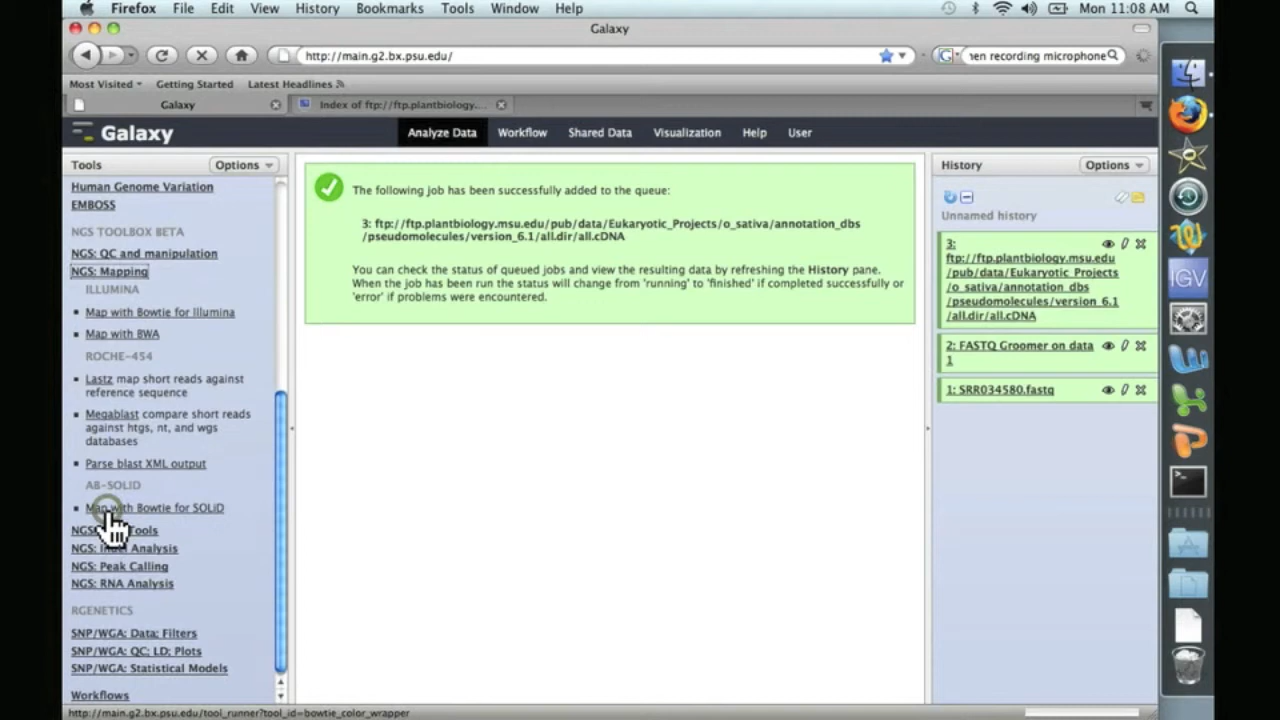 Firefox File Edit View History Bookmarks Tools Window Help Mon 11:08 AM
Galaxy
http://main.g2.bx.psu.edu/
ien recording microphone
Most Visited Getting Started Latest Headlines
Galaxy
Index of ftp://ftp.plantbiology....
Galaxy
Analyze Data Workflow Shared Data Visualization Help User
Tools
Options
Human Genome Variation
EMBOSS
NGS TOOLBOX BETA
NGS: QC and manipulation
NGS: Mapping
ILLUMINA
Map with Bowtie for Illumina
Map with BWA
ROCHE-454
Lastz map short reads against
reference sequence
Megablast compare short reads
against htgs, nt, and wgs
databases
Parse blast XML output
AB-SOLID
Map with Bowtie for SOLiD
NGS: Tools
NGS: Indel Analysis
NGS: Peak Calling
NGS: RNA Analysis
RGENETICS
SNP/WGA: Data; Filters
SNP/WGA: QC; LD; Plots
SNP/WGA: Statistical Models
Workflows
The following job has been successfully added to the queue:
3: ftp://ftp.plantbiology.msu.edu/pub/data/Eukaryotic_Projects/o_sativa/annotation_dbs
/pseudomolecules/version_6.1/all.dir/all.cDNA
You can check the status of queued jobs and view the resulting data by refreshing the History pane.
When the job has been run the status will change from 'running' to 'finished' if completed successfully or
'error' if problems were encountered.
History
Options
Unnamed history
3:
ftp://ftp.plantbiology.msu.edu
/pub/data/Eukaryotic_Projects
/o_sativa/annotation_dbs
/pseudomolecules/version_6.1
/all.dir/all.cDNA
2: FASTQ Groomer on data
1
1: SRR034580.fastq
IGV
http://main.g2.bx.psu.edu/tool_runner?tool_id=bowtie_color_wrapper